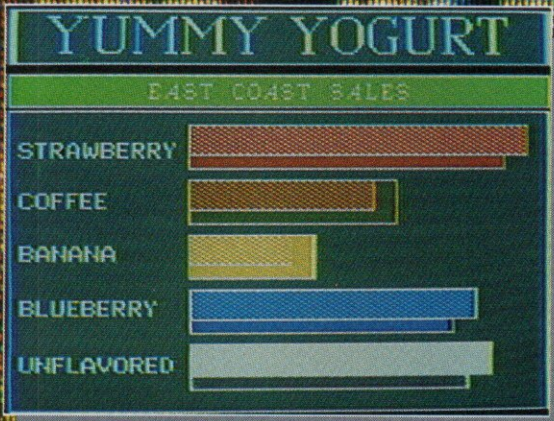 YUMMY YOGURT
EAST COAST SALES
STRAWBERRY
COFFEE
BANANA
BLUEBERRY
UNFLAVORED